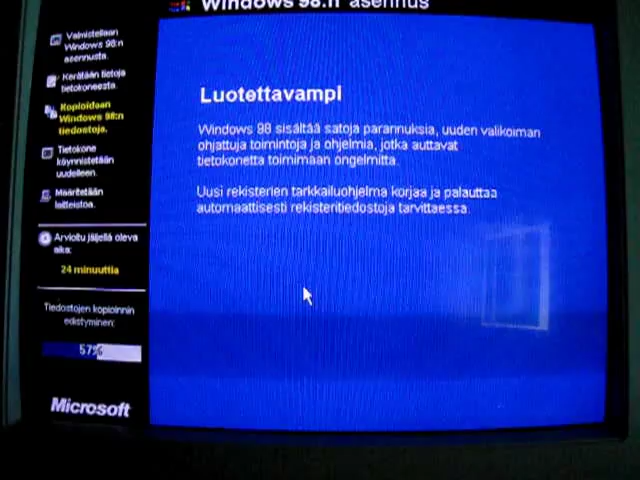 Windows 98:n asennus
Valmistellaan
Windows 98:n
asennusta.
Kerätään tietoja
tietokoneesta.
Kopioidaan
Windows 98:n
tiedostoja.
Tietokone
käynnistetään
uudelleen.
Määritetään
laitteistoa.
Arvioitu jäljellä oleva
aika:
24 minuuttia
Tiedostojen kopioinnin
edistyminen:
57%
Microsoft
Luotettavampi
Windows 98 sisältää satoja parannuksia, uuden valikoiman
ohjattuja toimintoja ja ohjelmia, jotka auttavat
tietokonetta toimimaan ongelmitta.
Uusi rekisterien tarkkailuohjelma korjaa ja palauttaa
automaattisesti rekisteritiedostoja tarvittaessa.